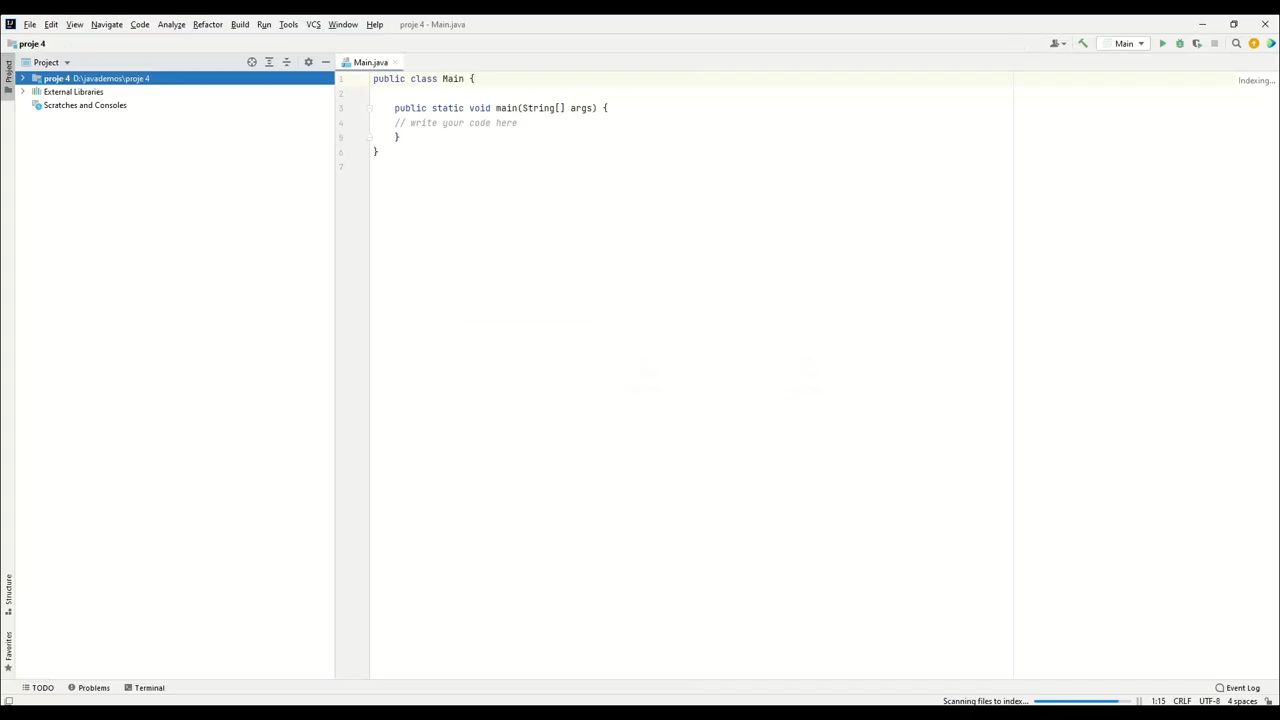 File Edit View Navigate Code Analyze Refactor Build Run Tools VCS Window Help proje 4 - Main.java
proje 4
Main
Project
Main.java
Project
1 public class Main {
Indexing...
proje 4 D:\javademos\proje 4
2
External Libraries
3 public static void main(String[] args) {
Scratches and Consoles
4 // write your code here
5 }
6 }
7
Structure
Favorites
TODO Problems Terminal
Event Log
Scanning files to index... 1:15 CRLF UTF-8 4 spaces